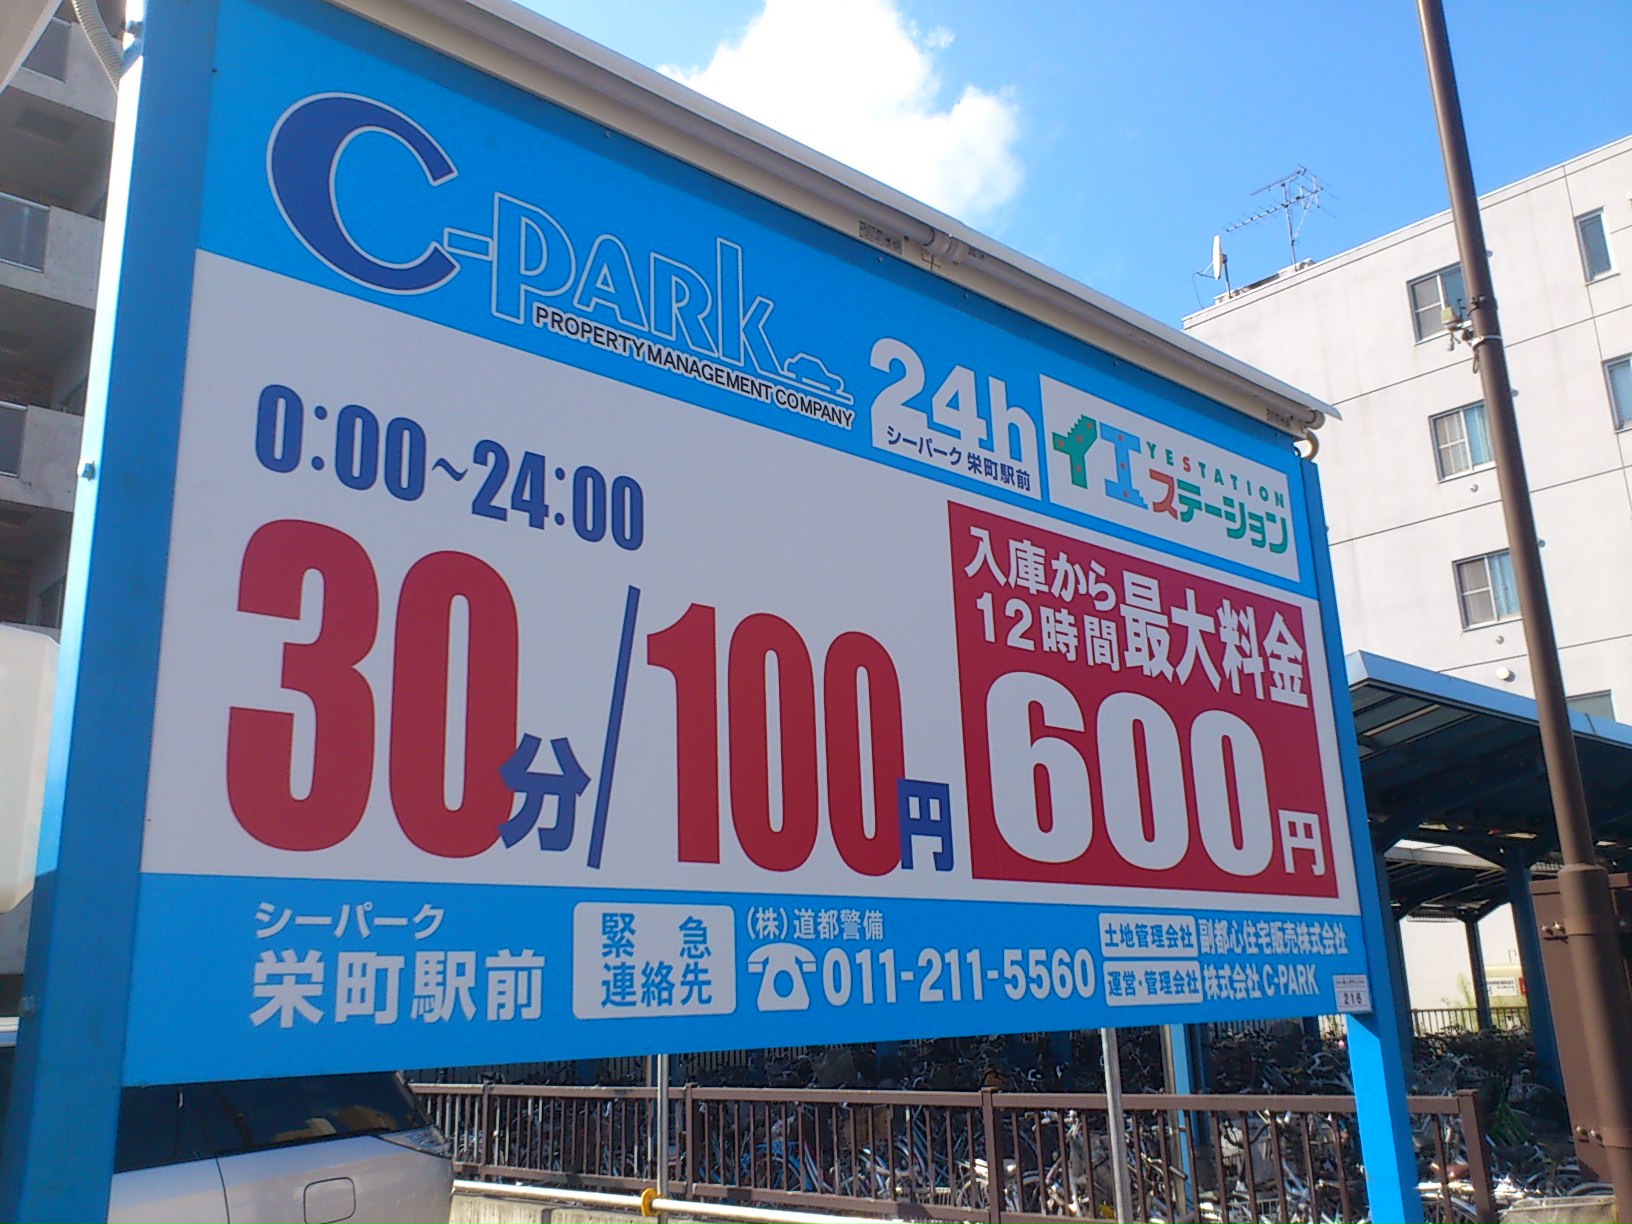 C-PARK
PROPERTY MANAGEMENT COMPANY
24h
シーパーク 栄町駅前
YESTATION
イエステーション
0:00~24:00
30分/100円
入庫から
12時間
最大料金
600円
シーパーク
栄町駅前
緊急
連絡先
(株)道都警備
011-211-5560
土地管理会社 副都心住宅販売株式会社
運営・管理会社 株式会社 C-PARK
216